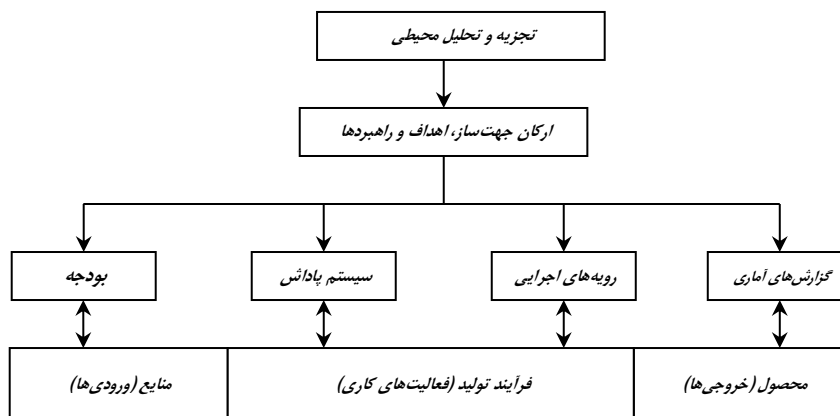 تجزیه و تحلیل محیطی
ارکان جهت‌ساز، اهداف و راهبردها
گزارش‌های آماری
رویه‌های اجرایی
سیستم پاداش
بودجه
محصول (خروجی‌ها)
فرآیند تولید (فعالیت‌های کاری)
منابع (ورودی‌ها)